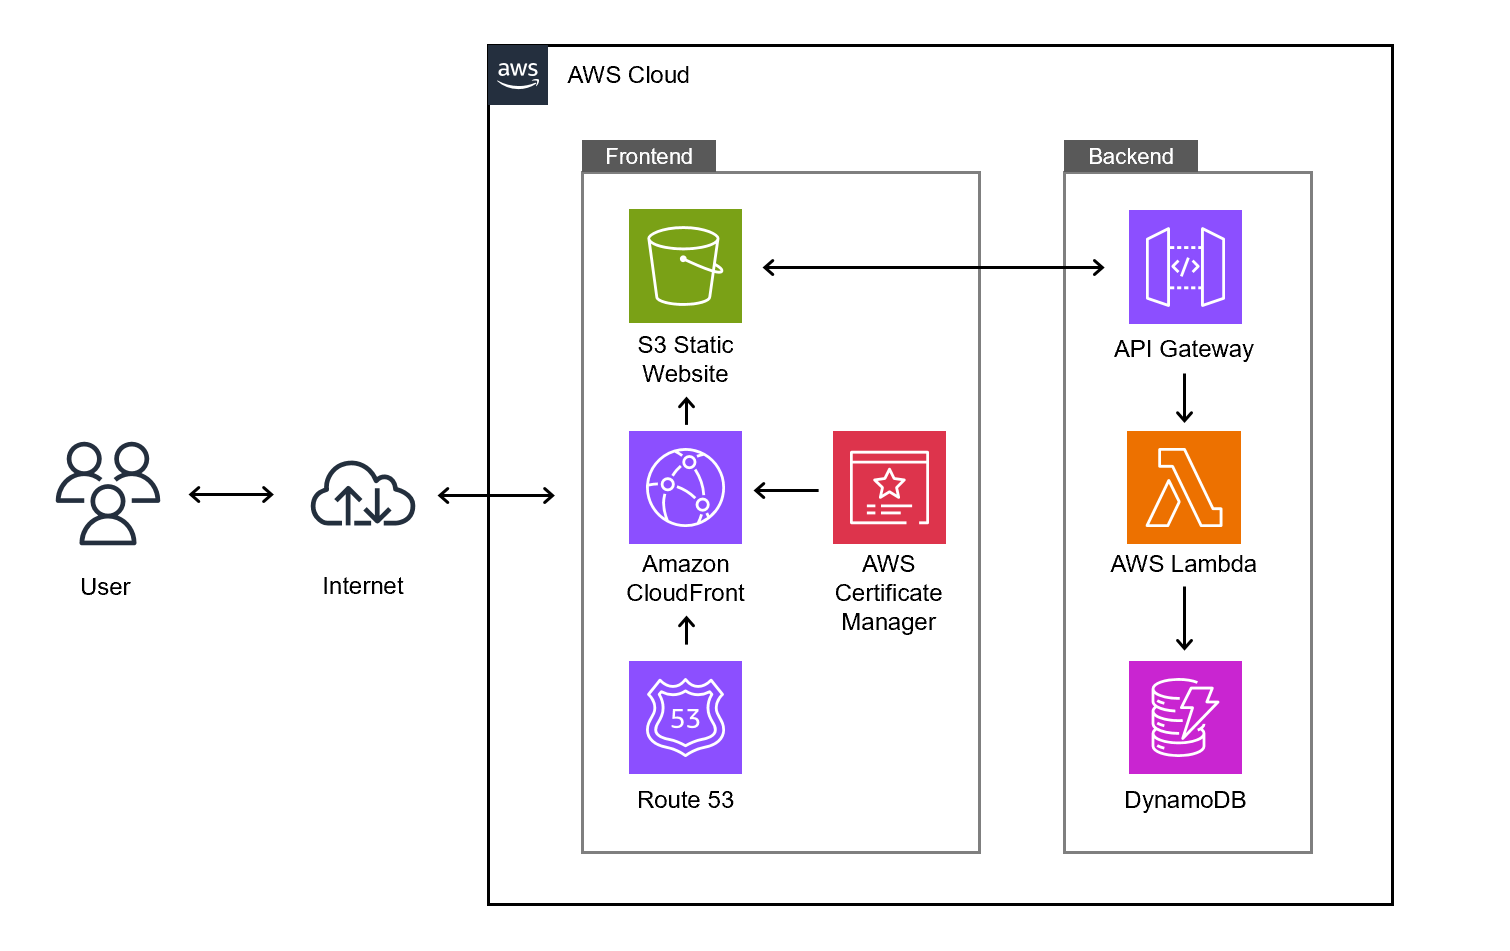 aws
AWS Cloud
Frontend
S3 Static
Website
Amazon
CloudFront
AWS
Certificate
Manager
53
Route 53
Backend
</>
API Gateway
AWS Lambda
DynamoDB
User
Internet